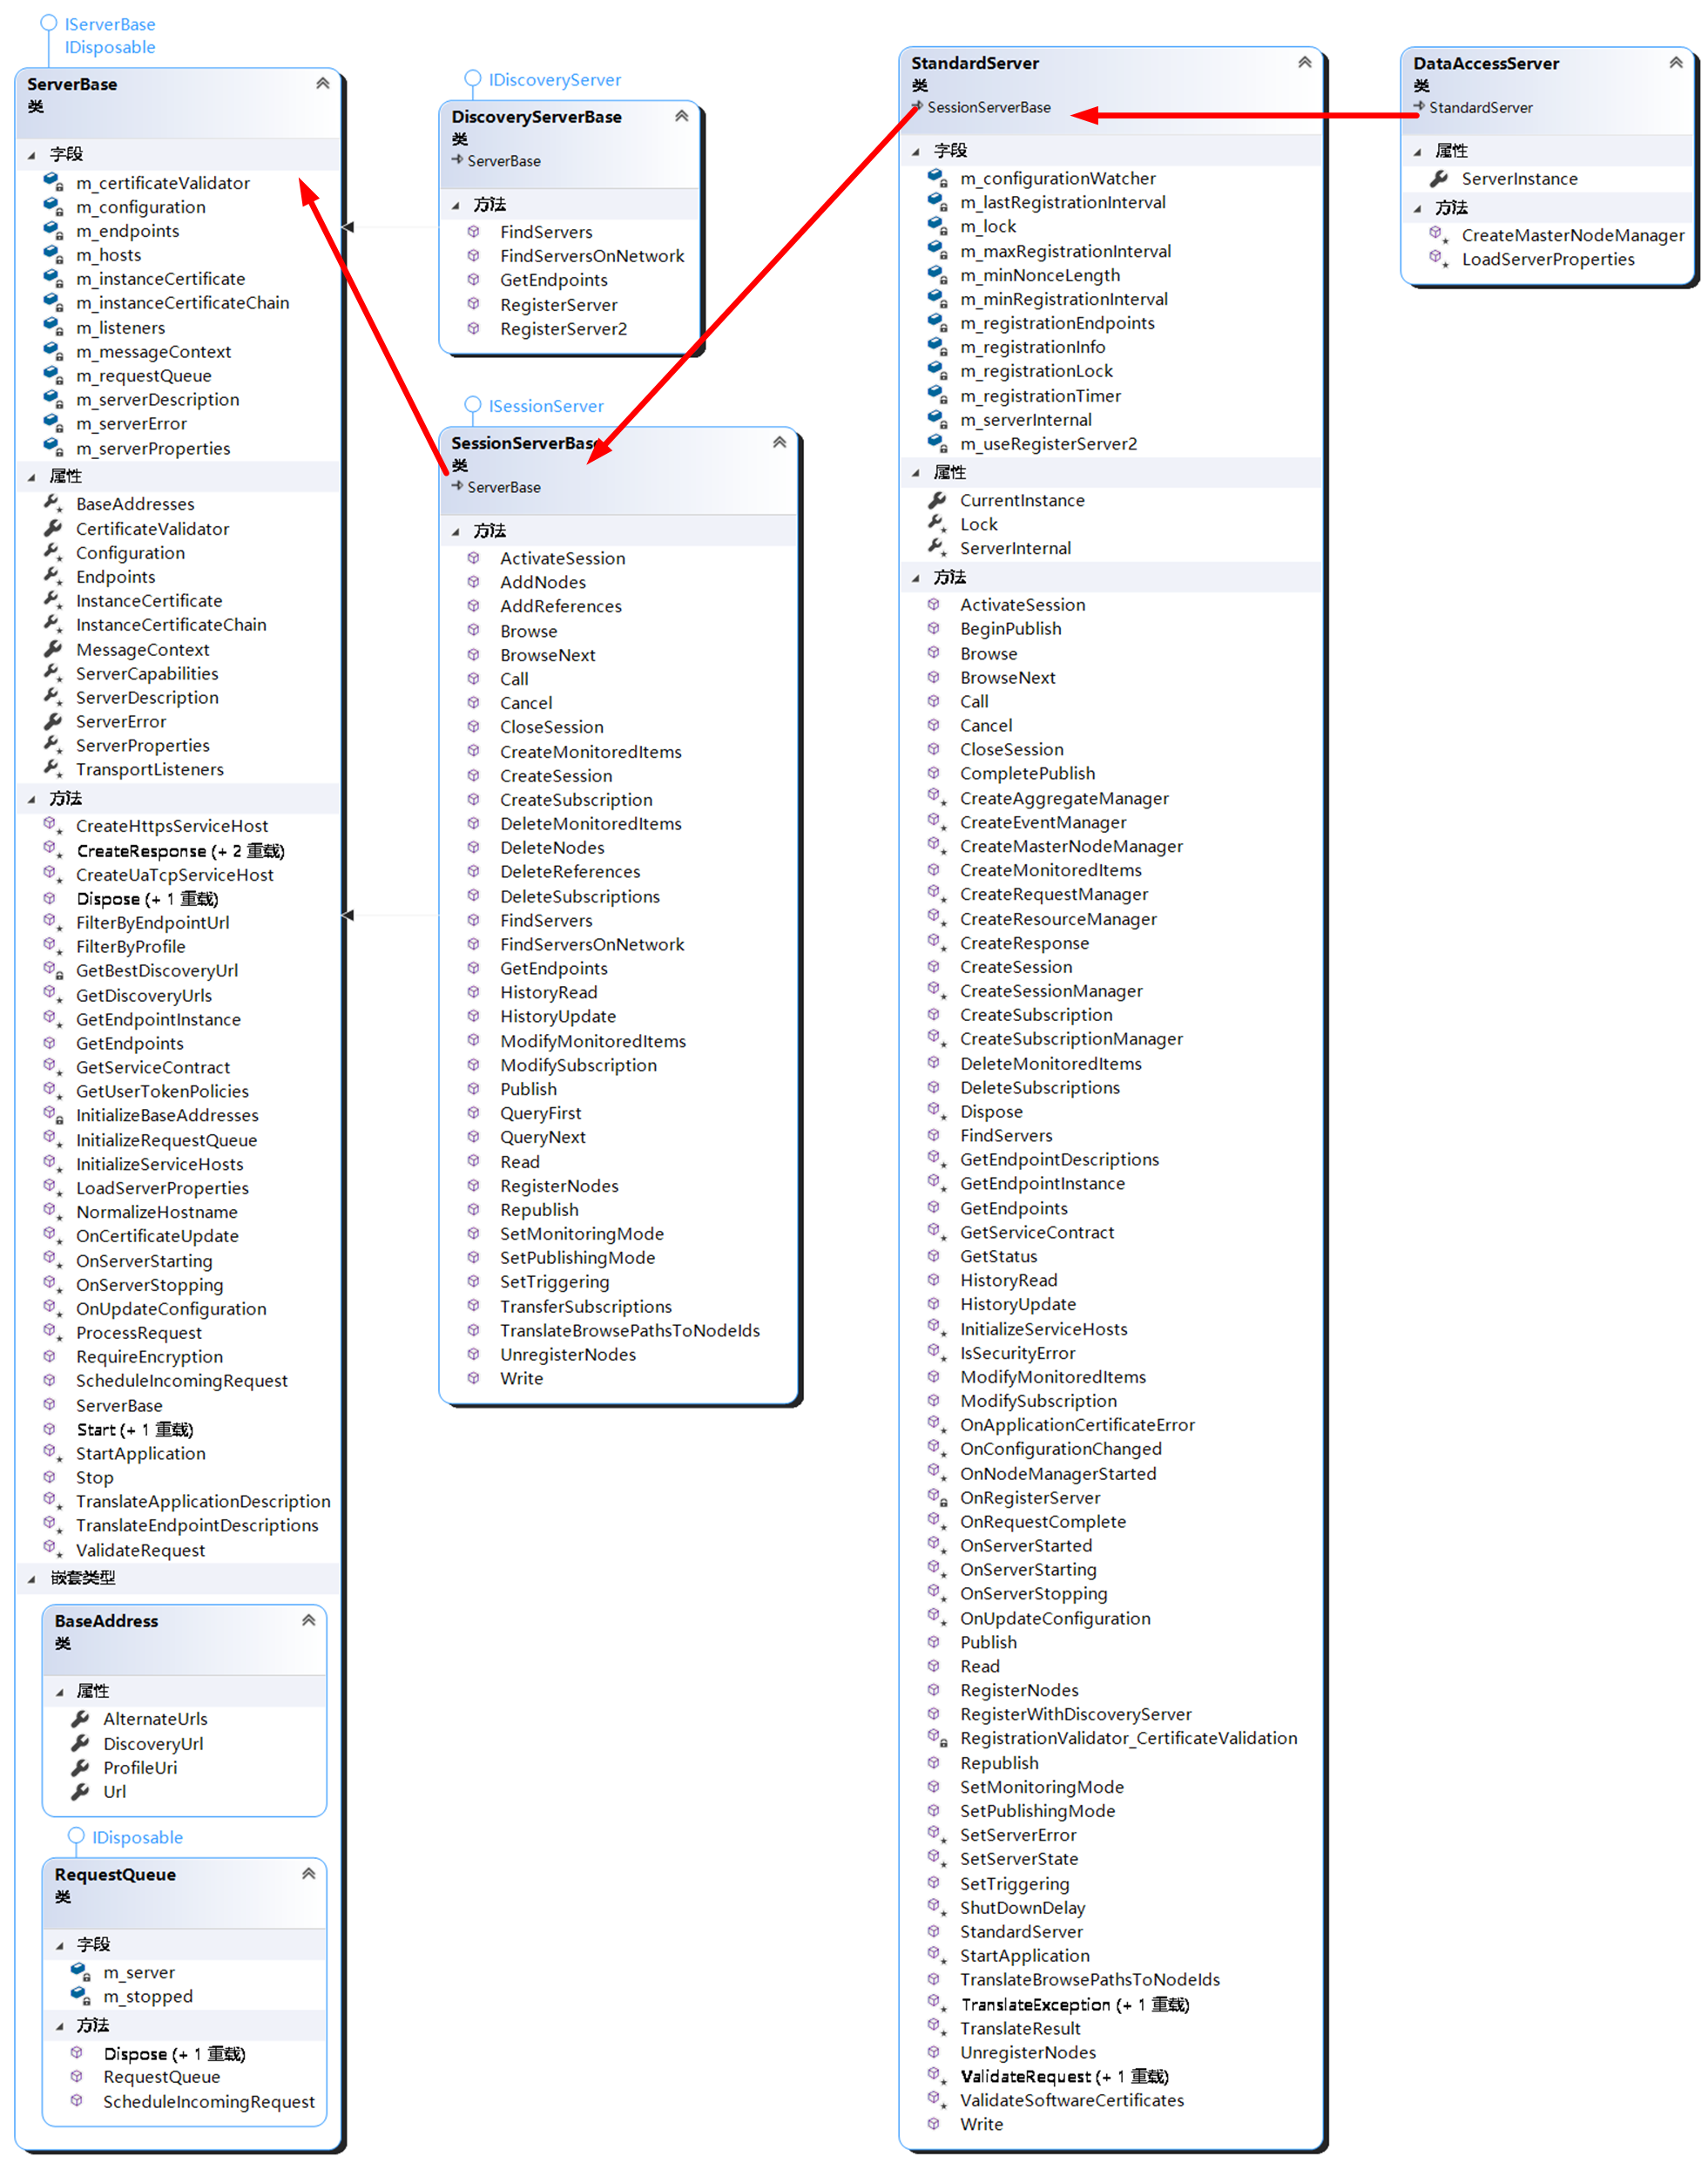 IServerBase
IDisposable
ServerBase
类
字段
m_certificateValidator
m_configuration
m_endpoints
m_hosts
m_instanceCertificate
m_instanceCertificateChain
m_listeners
m_messageContext
m_requestQueue
m_serverDescription
m_serverError
m_serverProperties
属性
BaseAddresses
CertificateValidator
Configuration
Endpoints
InstanceCertificate
InstanceCertificateChain
MessageContext
ServerCapabilities
ServerDescription
ServerError
ServerProperties
TransportListeners
方法
CreateHttpsServiceHost
CreateResponse (+ 2 重载)
CreateUaTcpServiceHost
Dispose (+ 1 重载)
FilterByEndpointUrl
FilterByProfile
GetBestDiscoveryUrl
GetDiscoveryUrls
GetEndpointInstance
GetEndpoints
GetServiceContract
GetUserTokenPolicies
InitializeBaseAddresses
InitializeRequestQueue
InitializeServiceHosts
LoadServerProperties
NormalizeHostname
OnCertificateUpdate
OnServerStarting
OnServerStopping
OnUpdateConfiguration
ProcessRequest
RequireEncryption
ScheduleIncomingRequest
ServerBase
Start (+ 1 重载)
StartApplication
Stop
TranslateApplicationDescription
TranslateEndpointDescriptions
ValidateRequest
嵌套类型
BaseAddress
类
属性
AlternateUrls
DiscoveryUrl
ProfileUri
Url
IDisposable
RequestQueue
类
字段
m_server
m_stopped
方法
Dispose (+ 1 重载)
RequestQueue
ScheduleIncomingRequest
IDiscoveryServer
DiscoveryServerBase
类
ServerBase
方法
FindServers
FindServersOnNetwork
GetEndpoints
RegisterServer
RegisterServer2
ISessionServer
SessionServerBase
类
ServerBase
方法
ActivateSession
AddNodes
AddReferences
Browse
BrowseNext
Call
Cancel
CloseSession
CreateMonitoredItems
CreateSession
CreateSubscription
DeleteMonitoredItems
DeleteNodes
DeleteReferences
DeleteSubscriptions
FindServers
FindServersOnNetwork
GetEndpoints
HistoryRead
HistoryUpdate
ModifyMonitoredItems
ModifySubscription
Publish
QueryFirst
QueryNext
Read
RegisterNodes
Republish
SetMonitoringMode
SetPublishingMode
SetTriggering
TransferSubscriptions
TranslateBrowsePathsToNodeIds
UnregisterNodes
Write
StandardServer
类
SessionServerBase
字段
m_configurationWatcher
m_lastRegistrationInterval
m_lock
m_maxRegistrationInterval
m_minNonceLength
m_minRegistrationInterval
m_registrationEndpoints
m_registrationInfo
m_registrationLock
m_registrationTimer
m_serverInternal
m_useRegisterServer2
属性
CurrentInstance
Lock
ServerInternal
方法
ActivateSession
BeginPublish
Browse
BrowseNext
Call
Cancel
CloseSession
CompletePublish
CreateAggregateManager
CreateEventManager
CreateMasterNodeManager
CreateMonitoredItems
CreateRequestManager
CreateResourceManager
CreateResponse
CreateSession
CreateSessionManager
CreateSubscription
CreateSubscriptionManager
DeleteMonitoredItems
DeleteSubscriptions
Dispose
FindServers
GetEndpointDescriptions
GetEndpointInstance
GetEndpoints
GetServiceContract
GetStatus
HistoryRead
HistoryUpdate
InitializeServiceHosts
IsSecurityError
ModifyMonitoredItems
ModifySubscription
OnApplicationCertificateError
OnConfigurationChanged
OnNodeManagerStarted
OnRegisterServer
OnRequestComplete
OnServerStarted
OnServerStarting
OnServerStopping
OnUpdateConfiguration
Publish
Read
RegisterNodes
RegisterWithDiscoveryServer
RegistrationValidator_CertificateValidation
Republish
SetMonitoringMode
SetPublishingMode
SetServerError
SetServerState
SetTriggering
ShutDownDelay
StandardServer
StartApplication
TranslateBrowsePathsToNodeIds
TranslateException (+ 1 重载)
TranslateResult
UnregisterNodes
ValidateRequest (+ 1 重载)
ValidateSoftwareCertificates
Write
DataAccessServer
类
StandardServer
属性
ServerInstance
方法
CreateMasterNodeManager
LoadServerProperties